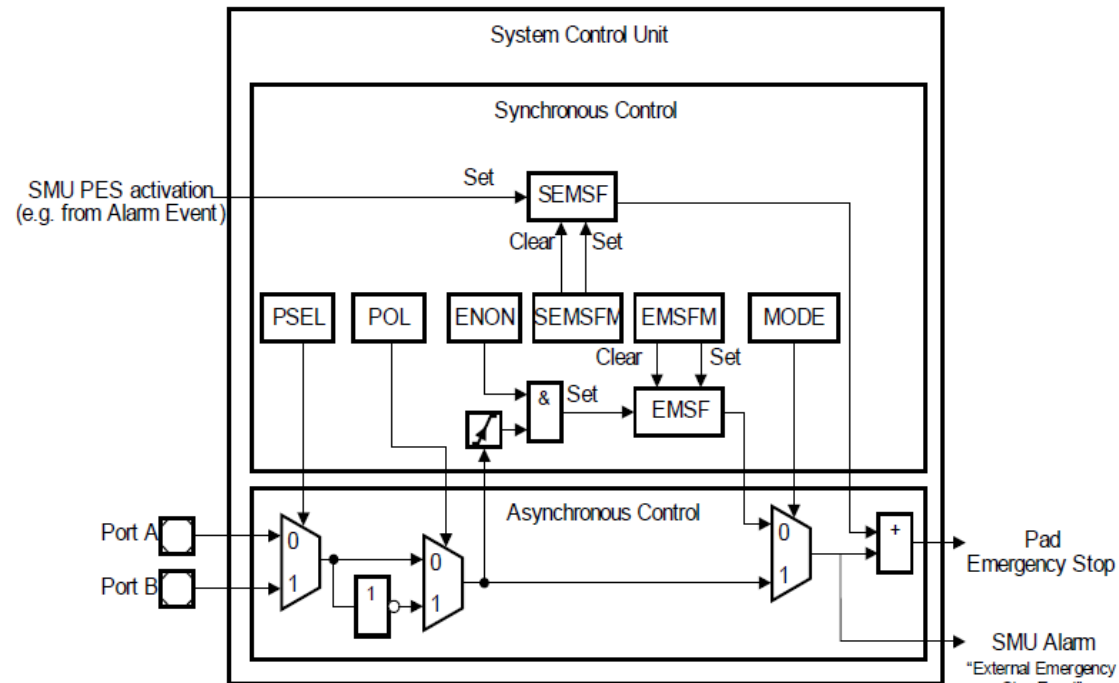 System Control Unit
Synchronous Control
SMU PES activation
(e.g. from Alarm Event)
Set
SEMSF
Clear
Set
PSEL
POL
ENON
SEMSFM
EMSFM
MODE
Clear
Set
&
Set
EMSF
Asynchronous Control
Port A
Port B
0
1
1
0
1
0
1
+
Pad
Emergency Stop
SMU Alarm
"External Emergency